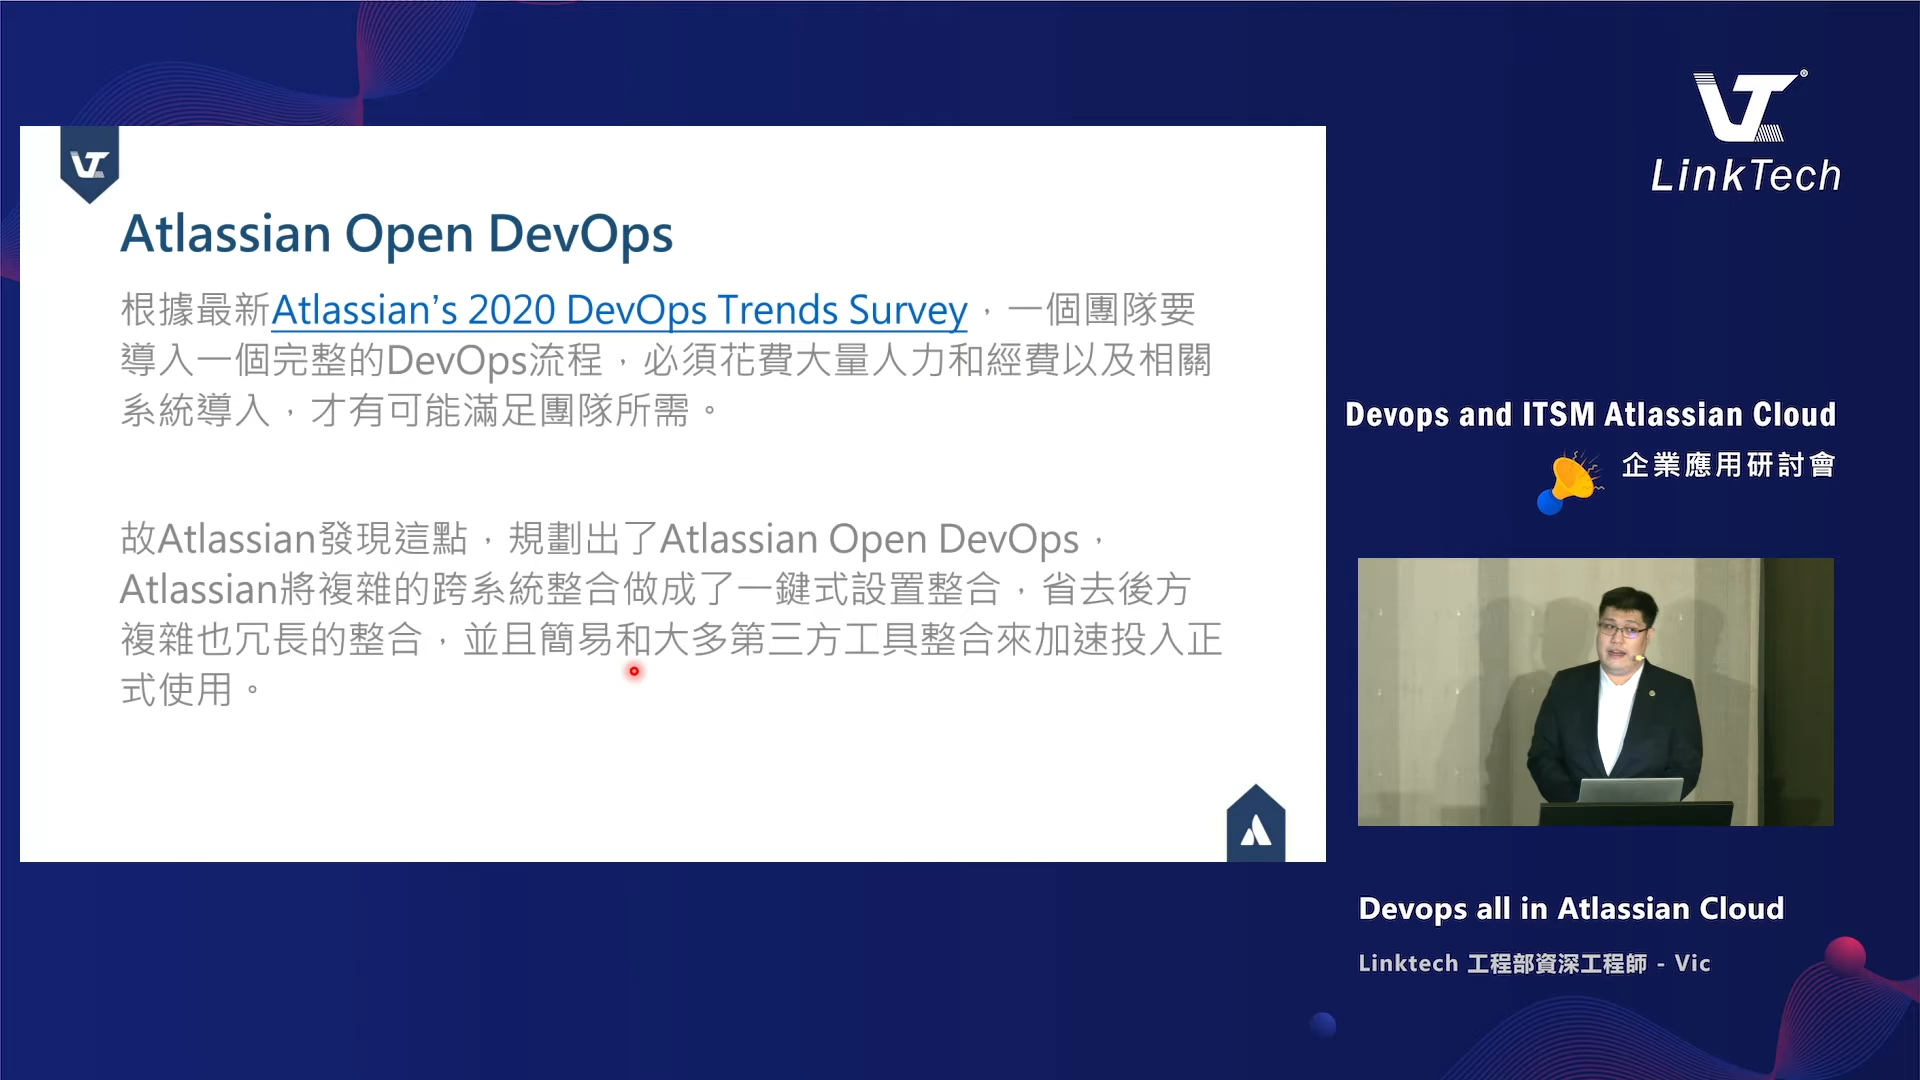 Atlassian Open DevOps
根據最新Atlassian’s 2020 DevOps Trends Survey，一個團隊要
導入一個完整的DevOps流程，必須花費大量人力和經費以及相關
系統導入，才有可能滿足團隊所需。
故Atlassian發現這點，規劃出了Atlassian Open DevOps，
Atlassian將複雜的跨系統整合做成了一鍵式設置整合，省去後方
複雜也冗長的整合，並且簡易和大多第三方工具整合來加速投入正
式使用。
LinkTech
Devops and ITSM Atlassian Cloud
企業應用研討會
Devops all in Atlassian Cloud
Linktech 工程部資深工程師 - Vic